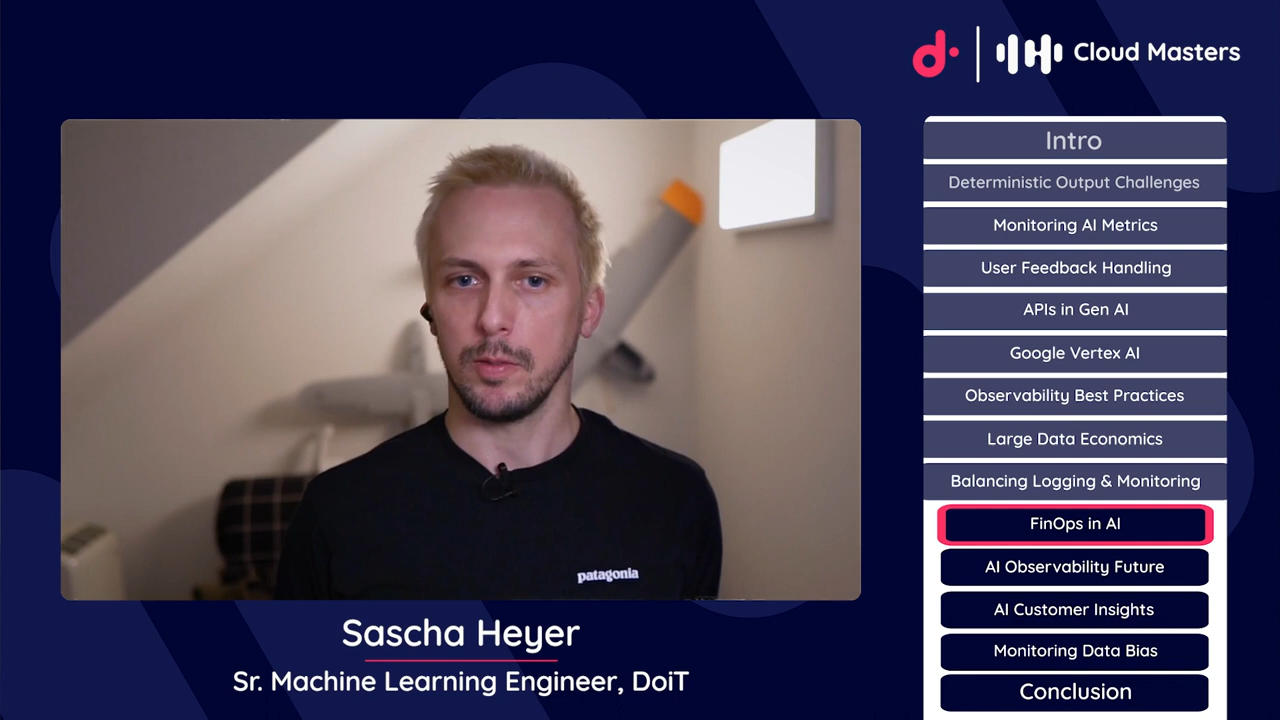 Cloud Masters
Intro
Deterministic Output Challenges
Monitoring AI Metrics
User Feedback Handling
APIs in Gen AI
Google Vertex AI
Observability Best Practices
Large Data Economics
Balancing Logging & Monitoring
FinOps in AI
AI Observability Future
AI Customer Insights
Monitoring Data Bias
Conclusion
patagonia
Sascha Heyer
Sr. Machine Learning Engineer, DoiT